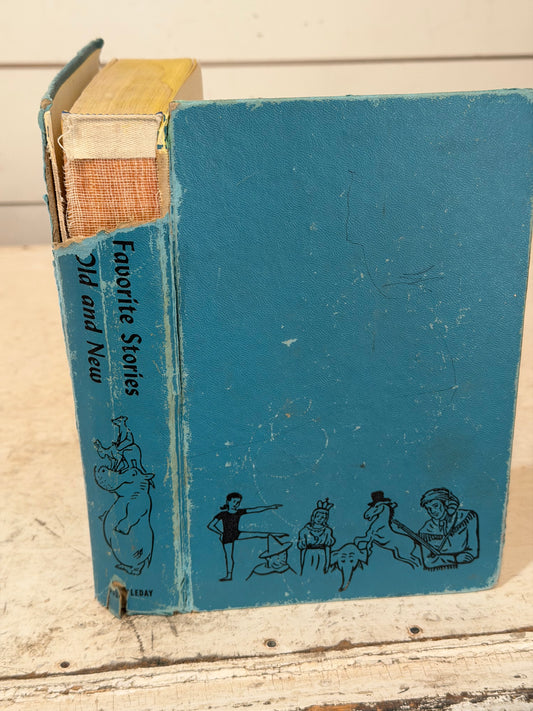 Favorite Stories
Old and New
LEDAY